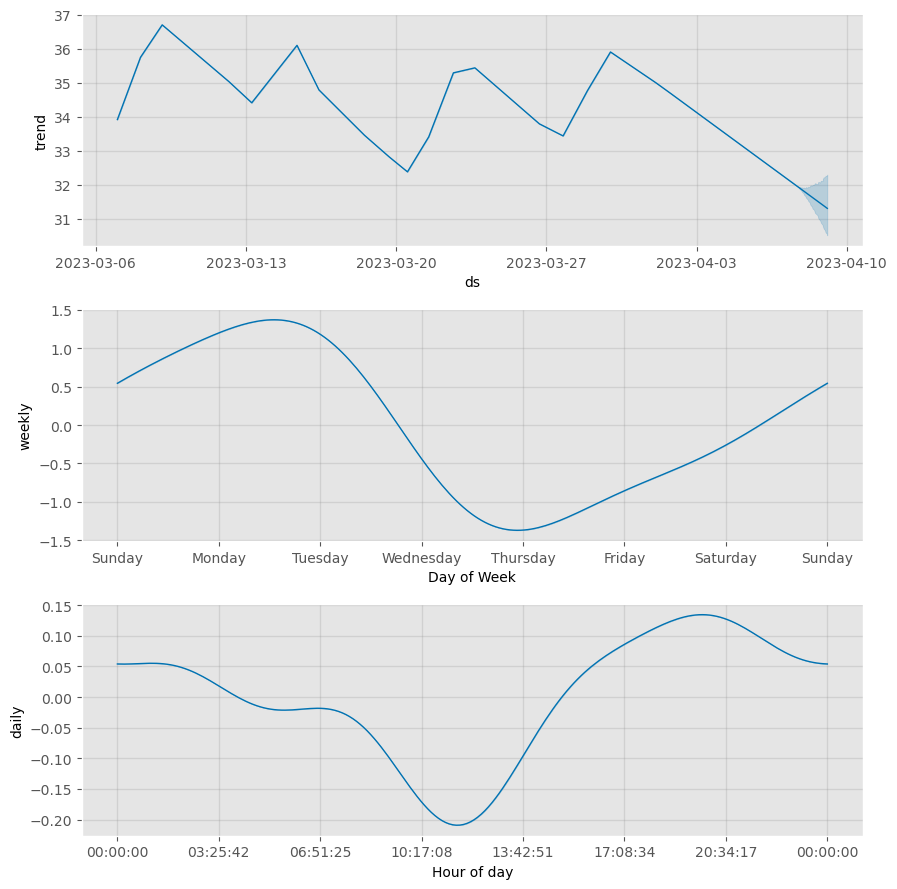 37
36
35
34
33
32
31
trend
2023-03-06 2023-03-13 2023-03-20 2023-03-27 2023-04-03 2023-04-10
ds
1.5
1.0
0.5
0.0
−0.5
−1.0
−1.5
weekly
Sunday Monday Tuesday Wednesday Thursday Friday Saturday Sunday
Day of Week
0.15
0.10
0.05
0.00
−0.05
−0.10
−0.15
−0.20
daily
00:00:00 03:25:42 06:51:25 10:17:08 13:42:51 17:08:34 20:34:17 00:00:00
Hour of day